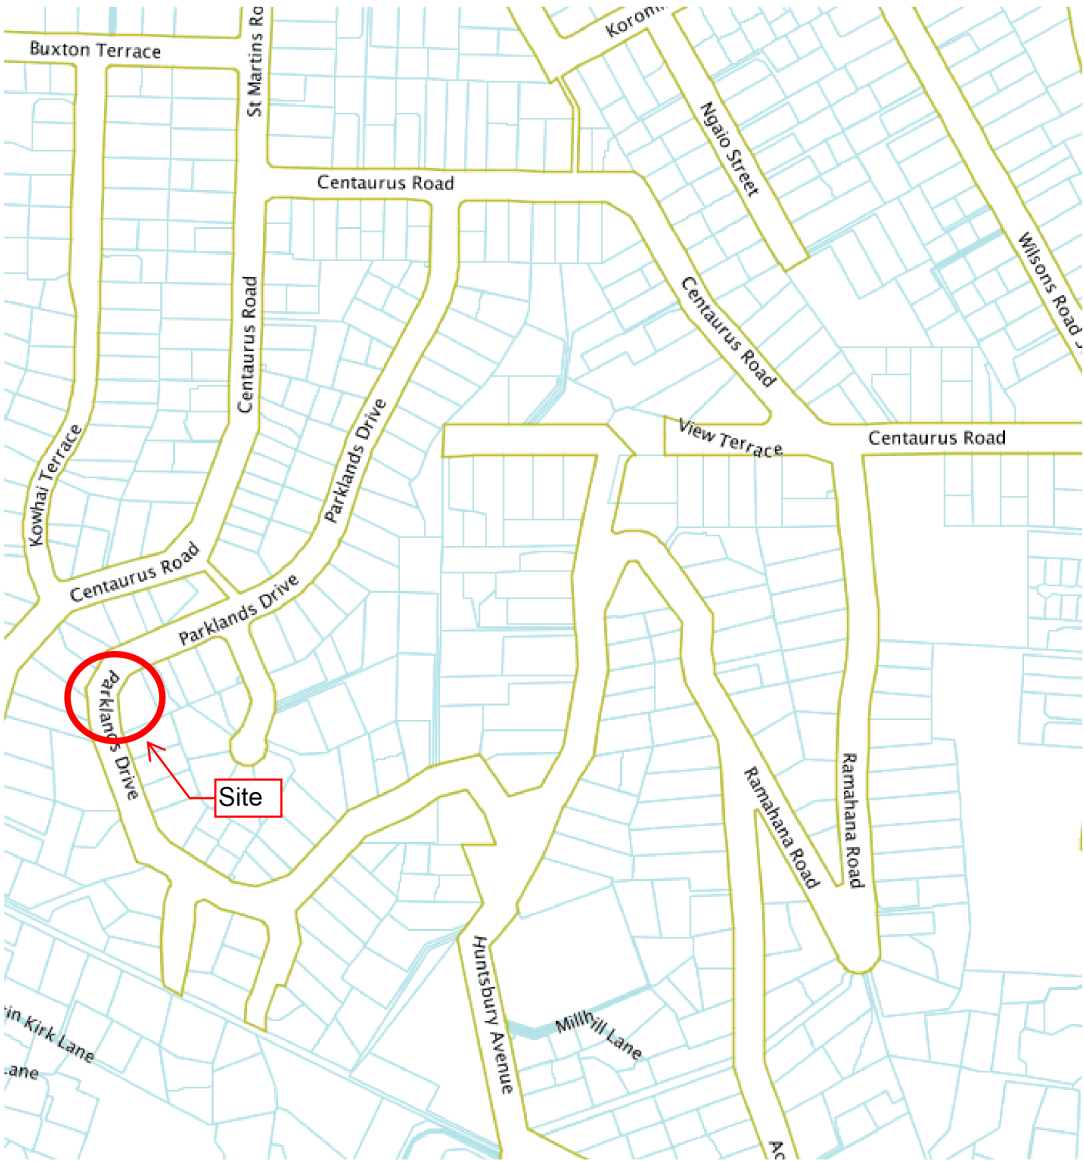 Buxton Terrace
St Martins Ro
Koroni
Ngaio Street
Centaurus Road
Wilsons Road S
Centaurus Road
Centaurus Road
Parklands Drive
View Terrace
Centaurus Road
Kowhai Terrace
Centaurus Road
Parklands Drive
Parklands Drive
Site
Ramahana Road
Ramahana Road
Huntsbury Avenue
Millhill Lane
in Kirk Lane
Lane
Ac